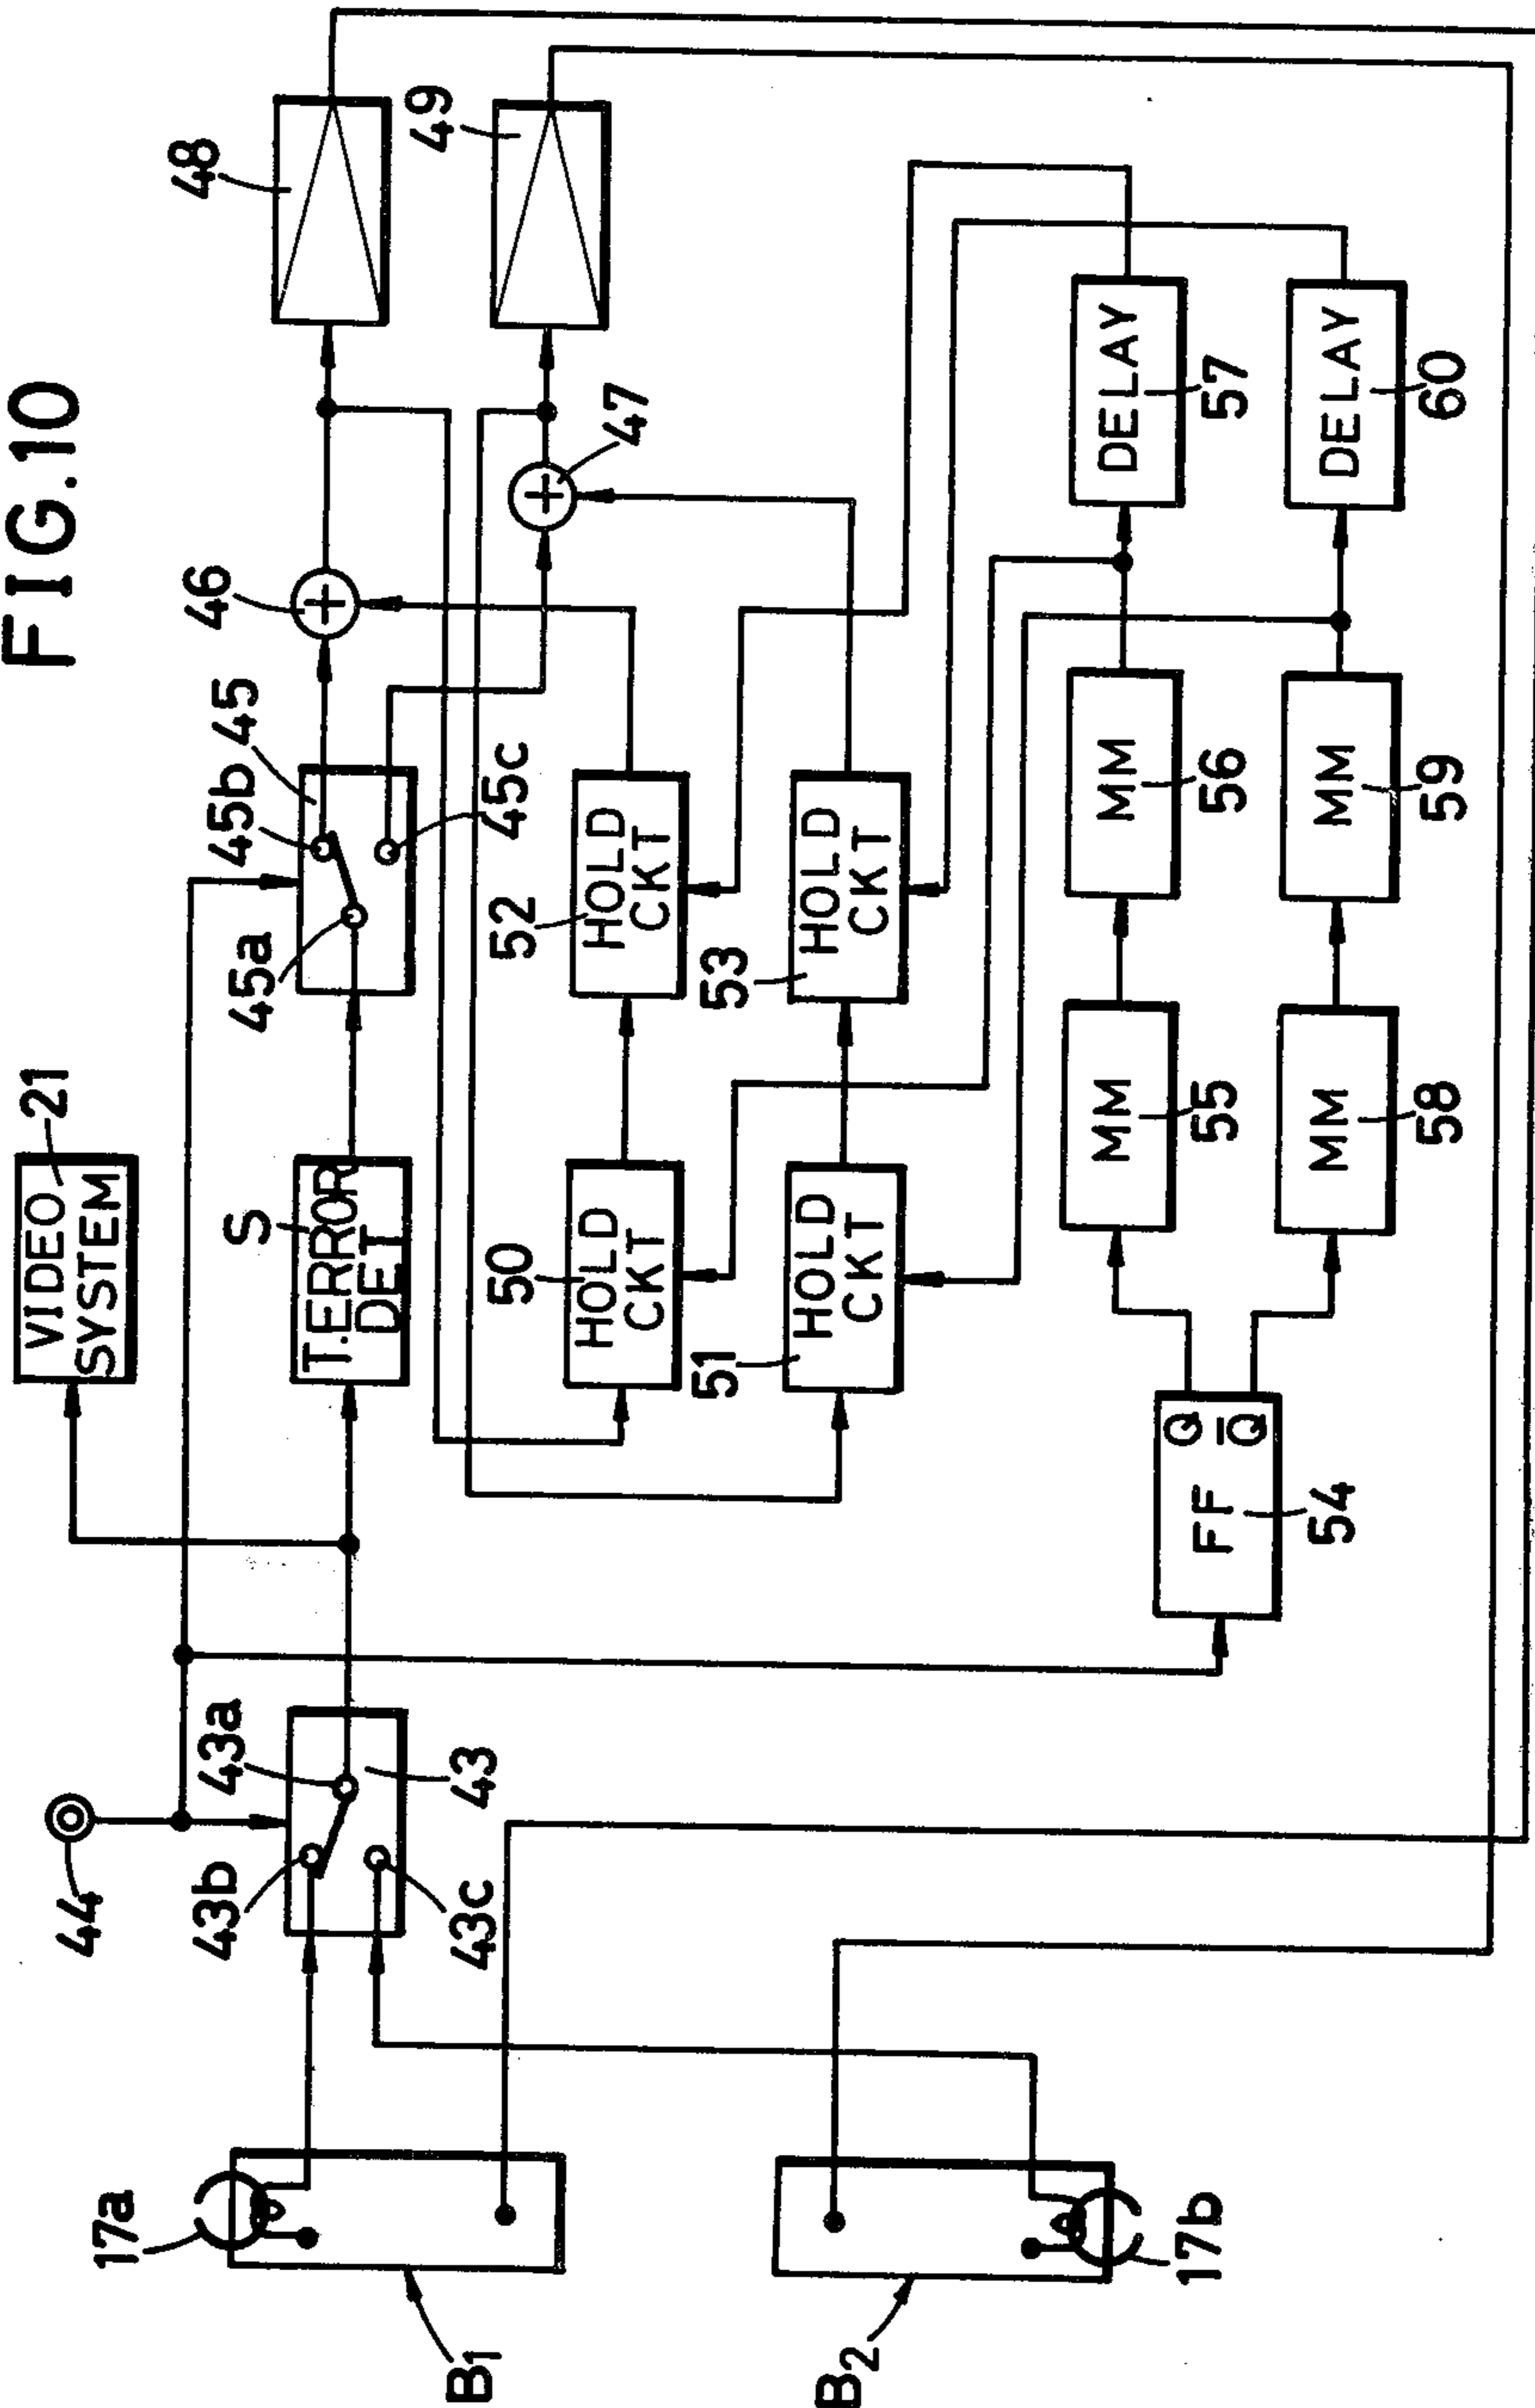 FIG.10
VIDEO
SYSTEM
21
44
43b
43a
43
43c
S
T.ERROR
DET
45a
45b
45
45c
46
47
48
49
17a
B1
B2
17b
50
HOLD
CKT
52
HOLD
CKT
51
HOLD
CKT
53
HOLD
CKT
FF
Q
Q̅
54
MM
55
MM
56
DELAY
57
MM
58
MM
59
DELAY
60